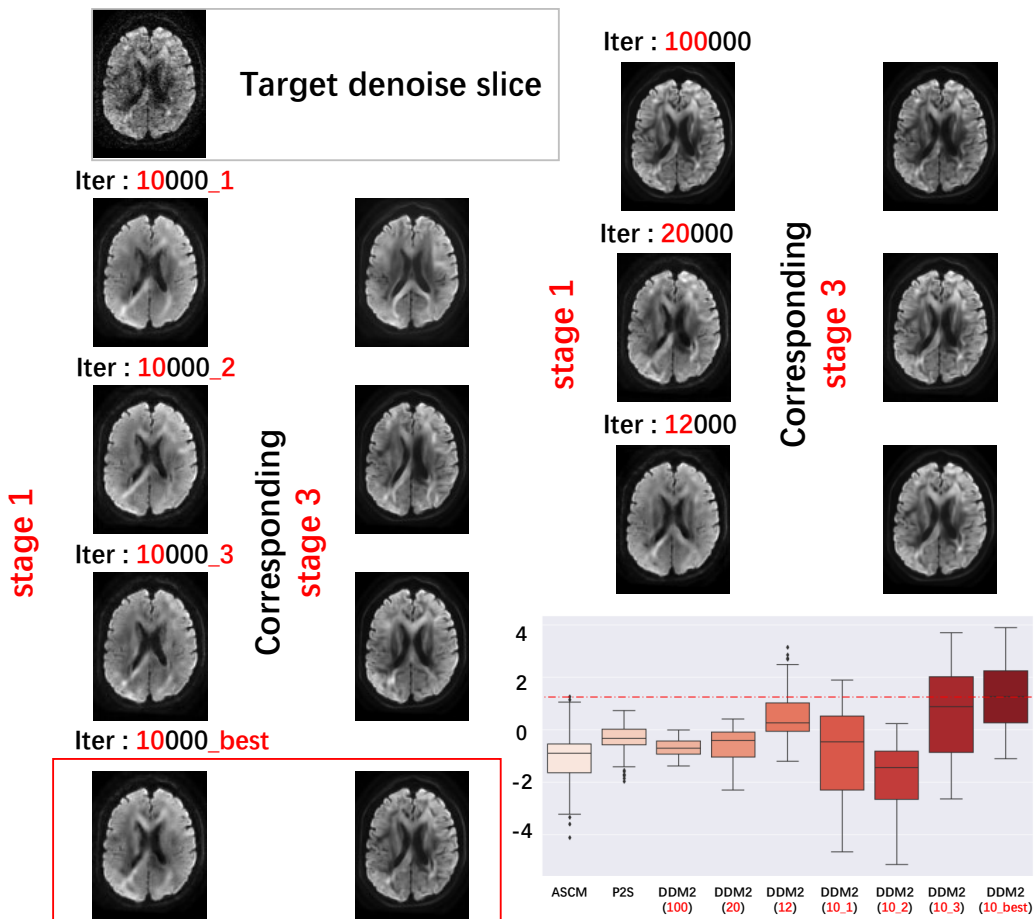 Target denoise slice
Iter : 10000_1
Iter : 10000_2
Iter : 10000_3
Iter : 10000_best
stage 1
Corresponding
stage 3
Iter : 100000
Iter : 20000
Iter : 12000
stage 1
Corresponding
stage 3
4
2
0
-2
-4
ASCM P2S DDM2 DDM2 DDM2 DDM2 DDM2 DDM2 DDM2
(100) (20) (12) (10_1) (10_2) (10_3) (10_best)